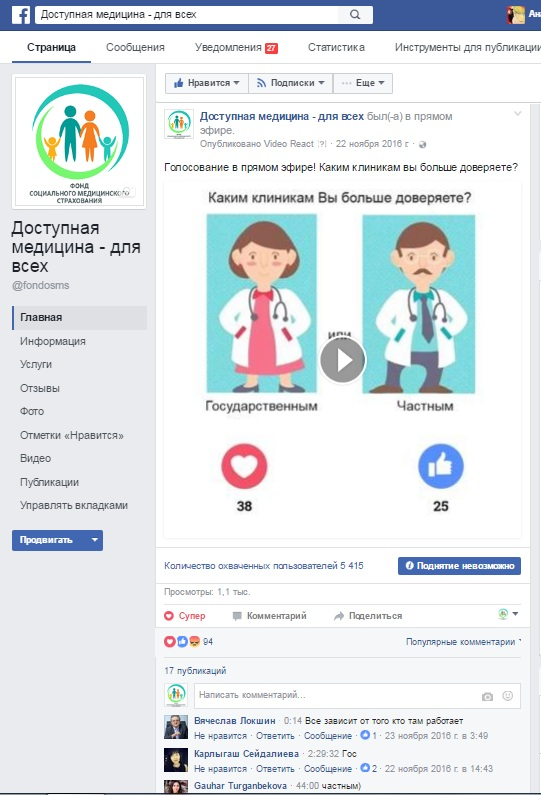 Доступная медицина - для всех
Ан
Страница Сообщения Уведомления 27 Статистика Инструменты для публикации
ФОНД
СОЦИАЛЬНОГО МЕДИЦИНСКОГО
СТРАХОВАНИЯ
Доступная
медицина - для
всех
@fondosms
Главная
Информация
Услуги
Отзывы
Фото
Отметки «Нравится»
Видео
Публикации
Управлять вкладками
Продвигать
Нравится Подписки ··· Еще
Доступная медицина - для всех был(-а) в прямом
эфире.
Опубликовано Video React [?] · 22 ноября 2016 г ·
Голосование в прямом эфире! Каким клиникам вы больше доверяете?
Каким клиникам Вы больше доверяете?
или
Государственным Частным
38 25
Количество охваченных пользователей 5 415 Поднятие невозможно
Просмотры: 1,1 тыс.
Супер Комментарий Поделиться
94 Популярные комментарии
17 публикаций
Написать комментарий...
Вячеслав Локшин · 0:14 Все зависит от того кто там работает
Не нравится · Ответить · Сообщение · 1 · 23 ноября 2016 г. в 3:49
Карлыгаш Сейдалиева · 2:29:32 Гос
Не нравится · Ответить · Сообщение · 2 · 22 ноября 2016 г. в 14:43
Gauhar Turganbekova · 44:00 частным)